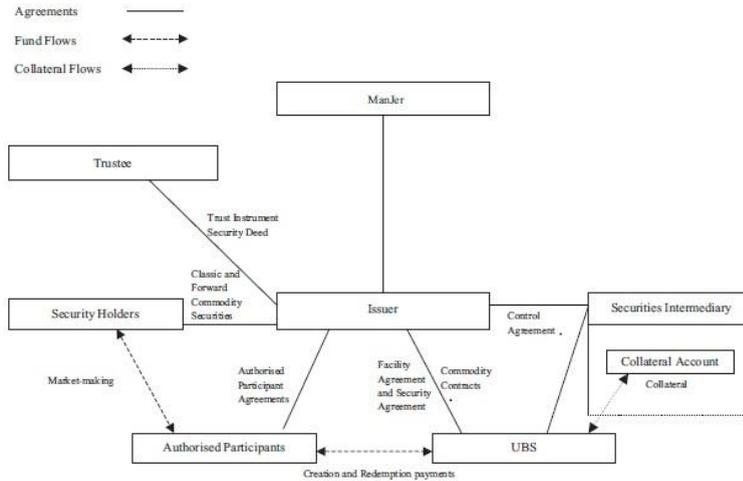 Agreements
Fund Flows
Collateral Flows
ManJer
Trustee
Trust Instrument
Security Deed
Classic and
Forward
Commodity
Securities
Security Holders
Issuer
Securities Intermediary
Control
Agreement
Collateral Account
Collateral
Market-making
Authorised
Participant
Agreements
Facility
Agreement
and Security
Agreement
Commodity
Contracts
Authorised Participants
UBS
Creation and Redemption payments